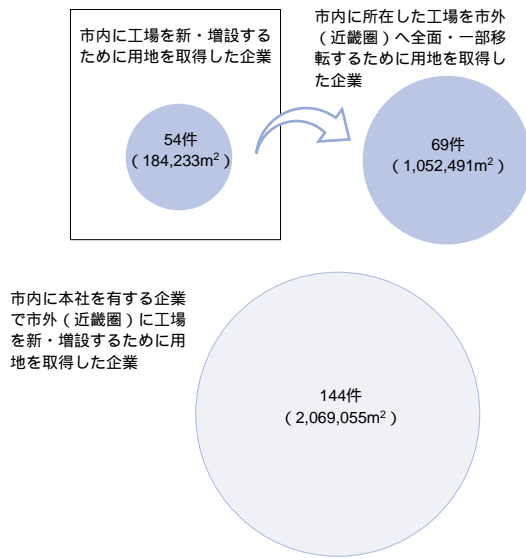 市内に工場を新・増設する
ために用地を取得した企業
54件
（184,233m²）
市内に所在した工場を市外
（近畿圏）へ全面・一部移
転するために用地を取得し
た企業
69件
（1,052,491m²）
市内に本社を有する企業
で市外（近畿圏）に工場
を新・増設するために用
地を取得した企業
144件
（2,069,055m²）